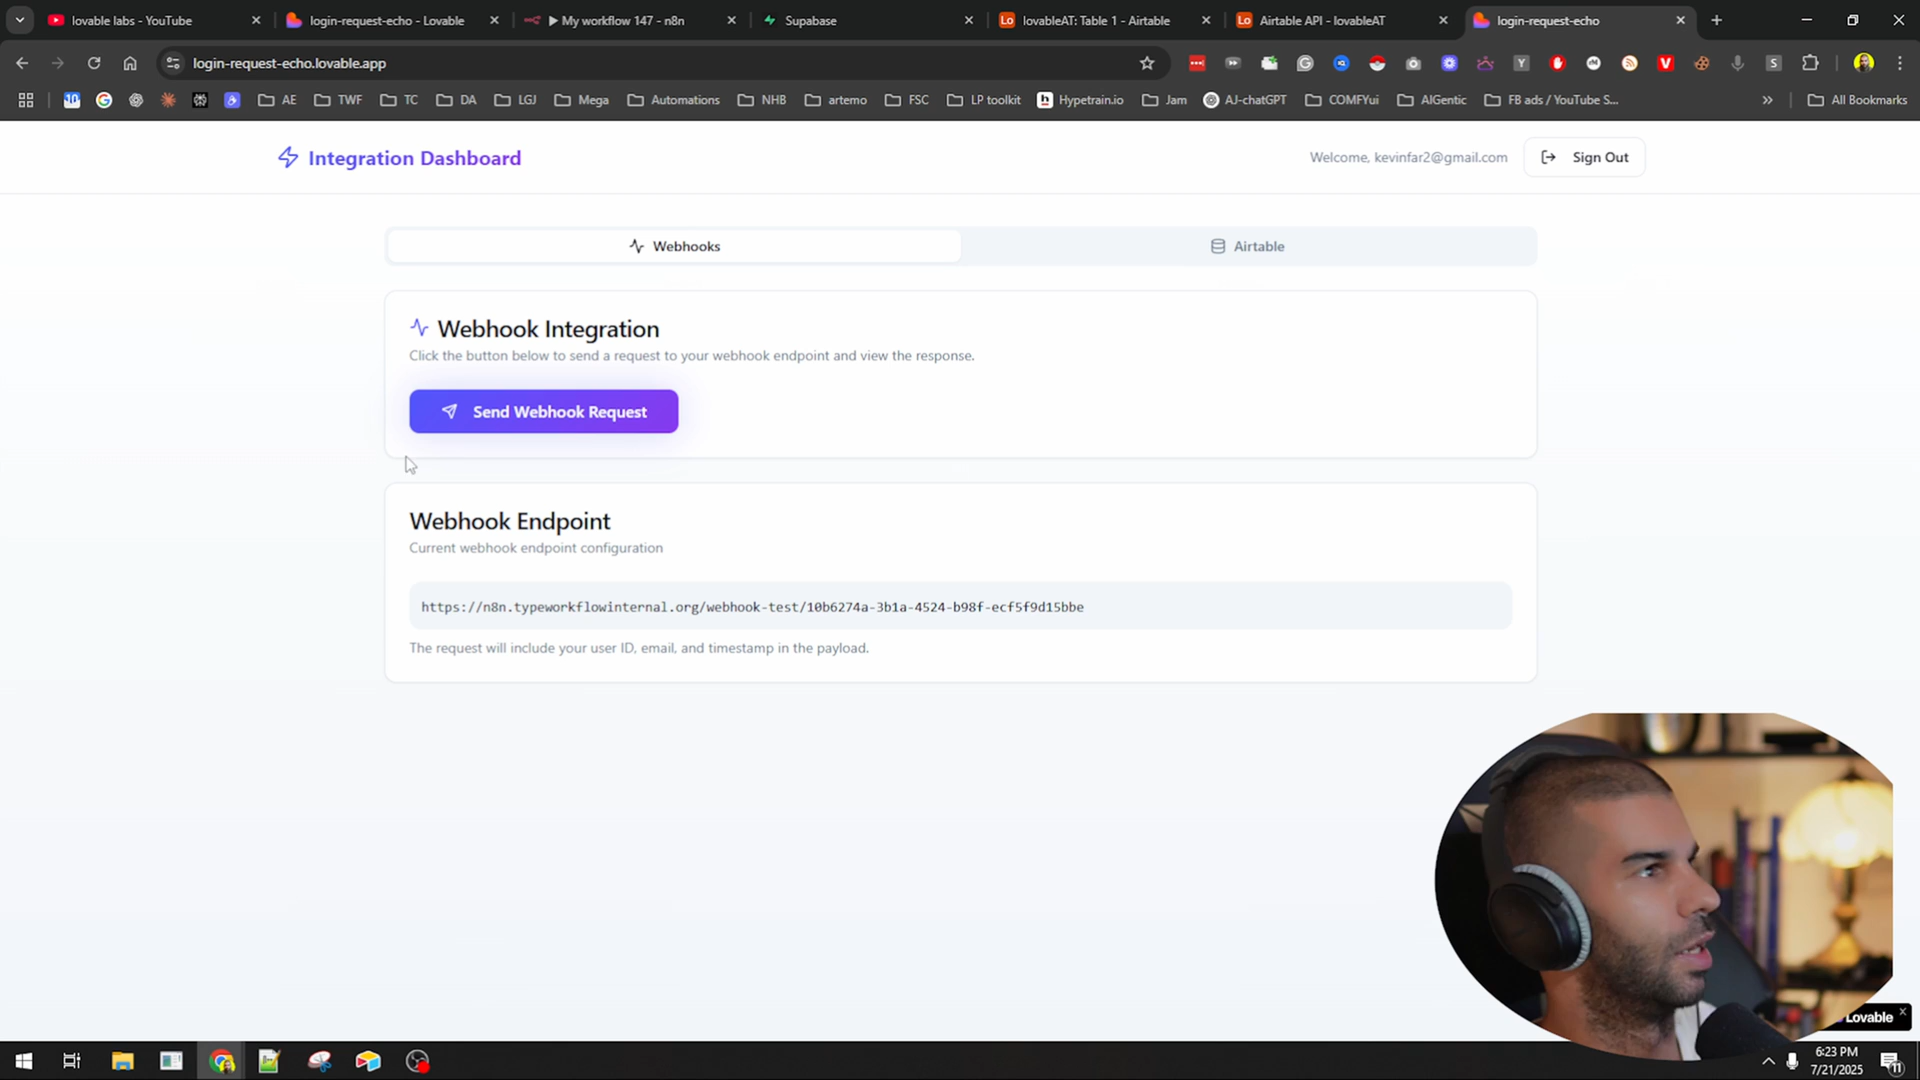 lovable labs - YouTube
login-request-echo - Lovable
▶ My workflow 147 - n8n
Supabase
lovableAT: Table 1 - Airtable
Airtable API - lovableAT
login-request-echo
login-request-echo.lovable.app
AE
TWF
TC
DA
LGJ
Mega
Automations
NHB
artemo
FSC
LP toolkit
Hypetrain.io
Jam
AJ-chatGPT
COMFYui
AIGentic
FB ads / YouTube S...
All Bookmarks
Integration Dashboard
Welcome, kevinfar2@gmail.com
Sign Out
Webhooks
Airtable
Webhook Integration
Click the button below to send a request to your webhook endpoint and view the response.
Send Webhook Request
Webhook Endpoint
Current webhook endpoint configuration
https://n8n.typeworkflowinternal.org/webhook-test/10b6274a-3b1a-4524-b98f-ecf5f9d15bbe
The request will include your user ID, email, and timestamp in the payload.
Lovable
6:23 PM
7/21/2025
11